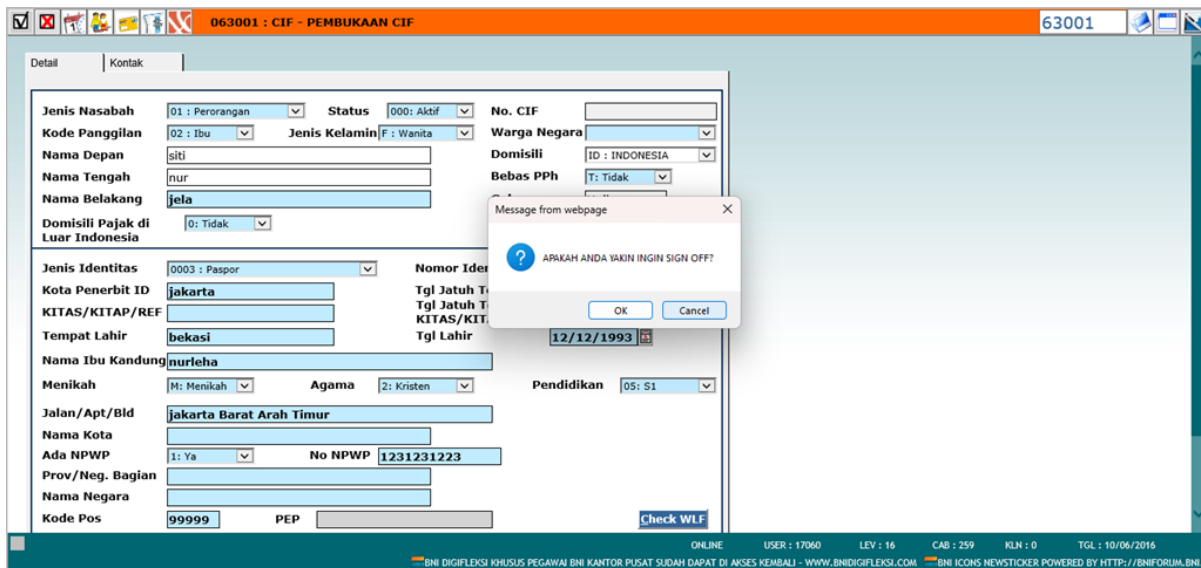 063001 : CIF - PEMBUKAAN CIF 63001
Detail Kontak
Jenis Nasabah 01 : Perorangan Status 000: Aktif No. CIF
Kode Panggilan 02 : Ibu Jenis Kelamin F : Wanita Warga Negara
Nama Depan siti Domisili ID : INDONESIA
Nama Tengah nur Bebas PPh T: Tidak
Nama Belakang jela
Domisili Pajak di Luar Indonesia 0: Tidak
Message from webpage
APAKAH ANDA YAKIN INGIN SIGN OFF?
OK Cancel
Jenis Identitas 0003 : Paspor Nomor Iden
Kota Penerbit ID jakarta Tgl Jatuh T
KITAS/KITAP/REF Tgl Jatuh T
KITAS/KIT
Tempat Lahir bekasi Tgl Lahir 12/12/1993
Nama Ibu Kandung nurleha
Menikah M: Menikah Agama 2: Kristen Pendidikan 05: S1
Jalan/Apt/Bld jakarta Barat Arah Timur
Nama Kota
Ada NPWP 1: Ya No NPWP 1231231223
Prov/Neg. Bagian
Nama Negara
Kode Pos 99999 PEP Check WLF
ONLINE USER : 17060 LEV : 16 CAB : 259 KLN : 0 TGL : 10/06/2016
BNI DIGIFLEKSI KHUSUS PEGAWAI BNI KANTOR PUSAT SUDAH DAPAT DI AKSES KEMBALI - WWW.BNIDIGIFLEKSI.COM BNI ICONS NEWSTICKER POWERED BY HTTP://BNIFORUM.BNI